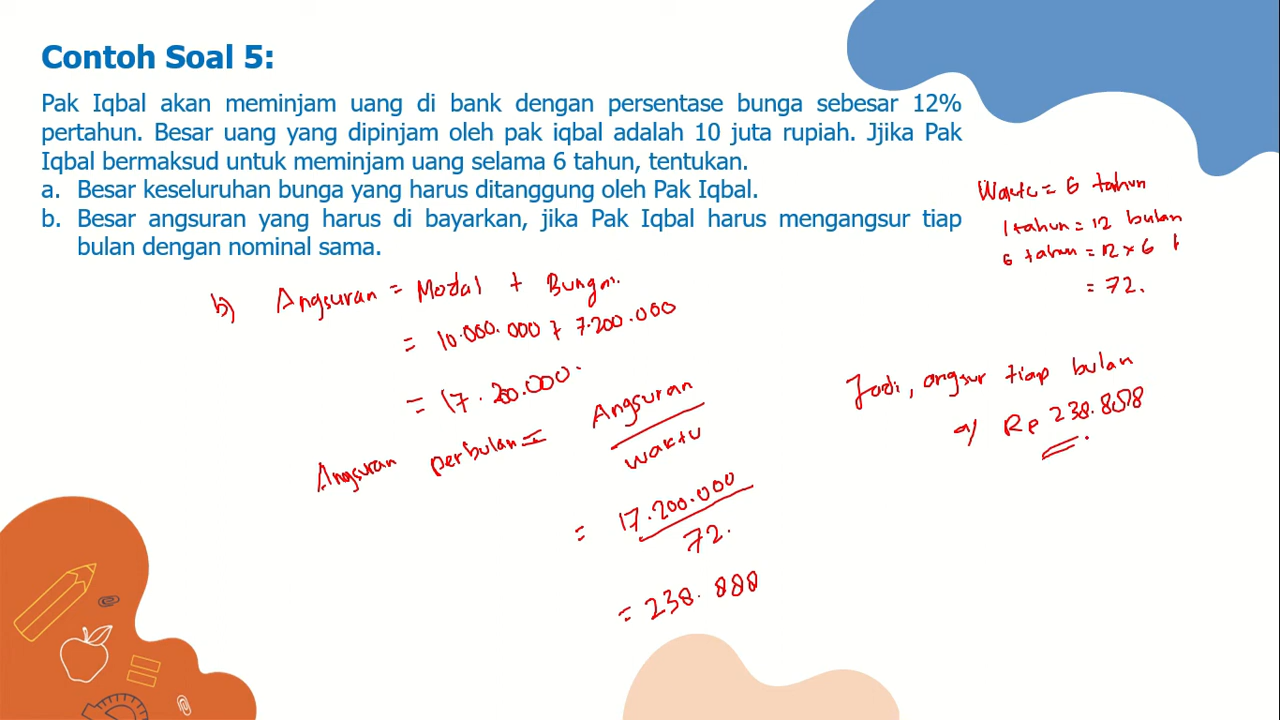 Contoh Soal 5:
Pak Iqbal akan meminjam uang di bank dengan persentase bunga sebesar 12%
pertahun. Besar uang yang dipinjam oleh pak iqbal adalah 10 juta rupiah. Jjika Pak
Iqbal bermaksud untuk meminjam uang selama 6 tahun, tentukan.
a. Besar keseluruhan bunga yang harus ditanggung oleh Pak Iqbal.
b. Besar angsuran yang harus di bayarkan, jika Pak Iqbal harus mengangsur tiap
bulan dengan nominal sama.
b) Angsuran = Modal + Bunga.
= 10.000.000 + 7.200.000
= 17.200.000.
Angsuran perbulan = Angsuran
waktu
= 17.200.000
72.
= 238.888
Waktu = 6 tahun
1 tahun = 12 bulan
6 tahun = 12 × 6
= 72.
Jadi, angsur tiap bulan
Rp 238.888